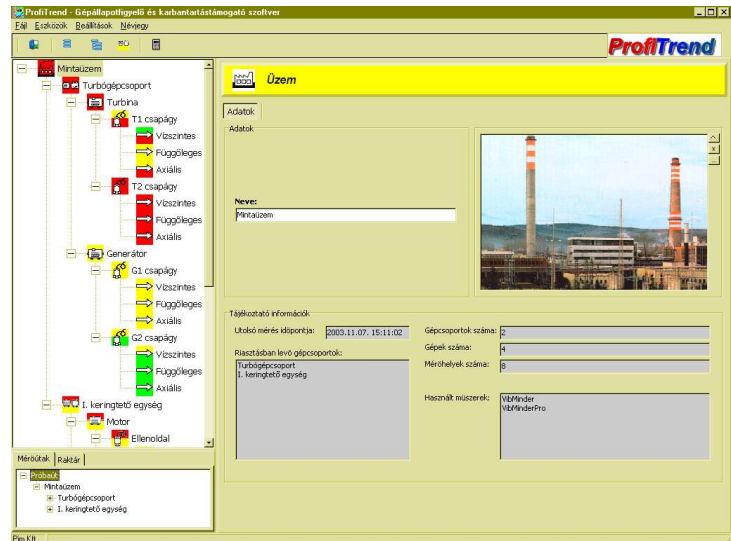 ProfiTrend - Gépállapotfigyelő és karbantartástámogató szoftver
Fájl Eszközök Beállítások Névjegy
ProfiTrend
Mintaüzem
Turbógépcsoport
Turbina
T1 csapágy
Vízszintes
Függőleges
Axiális
T2 csapágy
Vízszintes
Függőleges
Axiális
Generátor
G1 csapágy
Vízszintes
Függőleges
Axiális
G2 csapágy
Vízszintes
Függőleges
Axiális
I. keringtető egység
Motor
Ellenoldal
Mérőútak Raktár
Próbaút
Mintaüzem
Turbógépcsoport
I. keringtető egység
Üzem
Adatok
Adatok
Neve:
Mintaüzem
Tájékoztató információk
Utolsó mérés időpontja: 2003.11.07. 15:11:02
Riasztásban levő gépcsoportok:
Turbógépcsoport
I. keringtető egység
Gépcsoportok száma: 2
Gépek száma: 4
Mérőhelyek száma: 8
Használt műszerek:
VibMinder
VibMinderPro
Pim Kft